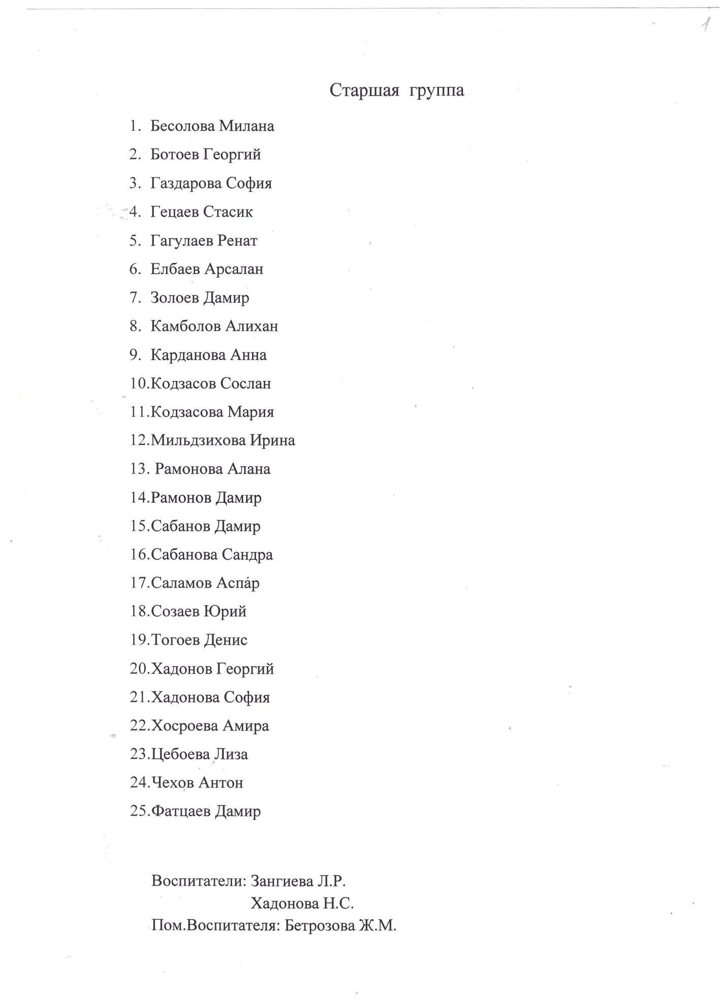 1
Старшая группа
1. Бесолова Милана
2. Ботоев Георгий
3. Газдарова София
4. Гецаев Стасик
5. Гагулаев Ренат
6. Елбаев Арсалан
7. Золоев Дамир
8. Камболов Алихан
9. Карданова Анна
10.Кодзасов Сослан
11.Кодзасова Мария
12.Мильдзихова Ирина
13. Рамонова Алана
14.Рамонов Дамир
15.Сабанов Дамир
16.Сабанова Сандра
17.Саламов Аспар
18.Созаев Юрий
19.Тогоев Денис
20.Хадонов Георгий
21.Хадонова София
22.Хосроева Амира
23.Цебоева Лиза
24.Чехов Антон
25.Фатцаев Дамир
Воспитатели: Зангиева Л.Р.
Хадонова Н.С.
Пом.Воспитателя: Бетрозова Ж.М.